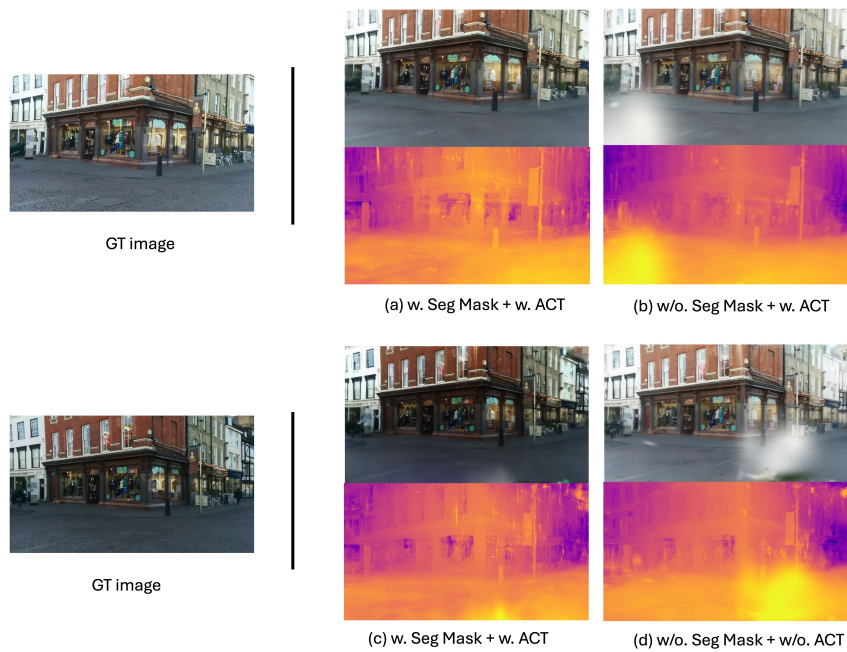 GT image
(a) w. Seg Mask + w. ACT
(b) w/o. Seg Mask + w. ACT
GT image
(c) w. Seg Mask + w. ACT
(d) w/o. Seg Mask + w/o. ACT